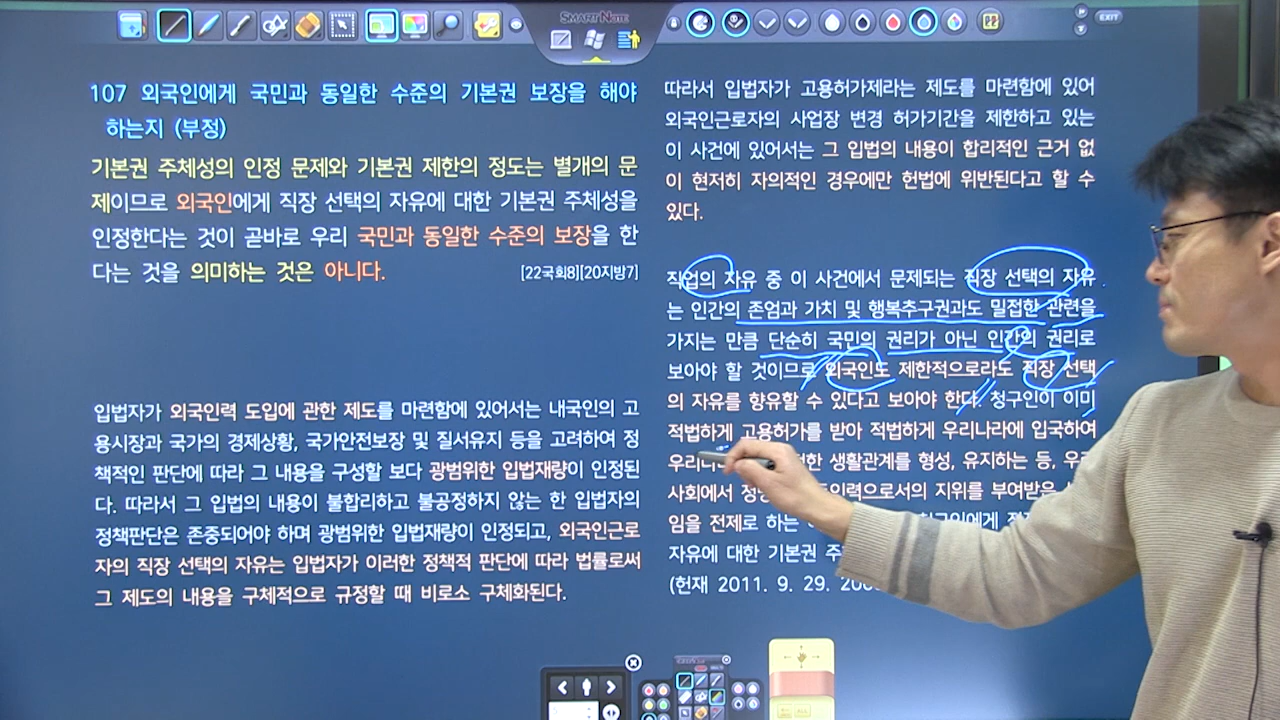 SMARTNOTE
EXIT
107 외국인에게 국민과 동일한 수준의 기본권 보장을 해야
하는지 (부정)
기본권 주체성의 인정 문제와 기본권 제한의 정도는 별개의 문
제이므로 외국인에게 직장 선택의 자유에 대한 기본권 주체성을
인정한다는 것이 곧바로 우리 국민과 동일한 수준의 보장을 한
다는 것을 의미하는 것은 아니다.
[22국회8][20지방7]
입법자가 외국인력 도입에 관한 제도를 마련함에 있어서는 내국인의 고
용시장과 국가의 경제상황, 국가안전보장 및 질서유지 등을 고려하여 정
책적인 판단에 따라 그 내용을 구성할 보다 광범위한 입법재량이 인정된
다. 따라서 그 입법의 내용이 불합리하고 불공정하지 않는 한 입법자의
정책판단은 존중되어야 하며 광범위한 입법재량이 인정되고, 외국인근로
자의 직장 선택의 자유는 입법자가 이러한 정책적 판단에 따라 법률로써
그 제도의 내용을 구체적으로 규정할 때 비로소 구체화된다.
따라서 입법자가 고용허가제라는 제도를 마련함에 있어
외국인근로자의 사업장 변경 허가기간을 제한하고 있는
이 사건에 있어서는 그 입법의 내용이 합리적인 근거 없
이 현저히 자의적인 경우에만 헌법에 위반된다고 할 수
있다.
직업의 자유 중 이 사건에서 문제되는 직장 선택의 자유
는 인간의 존엄과 가치 및 행복추구권과도 밀접한 관련을
가지는 만큼 단순히 국민의 권리가 아닌 인간의 권리로
보아야 할 것이므로 외국인도 제한적으로라도 직장 선택
의 자유를 향유할 수 있다고 보아야 한다. 청구인이 이미
적법하게 고용허가를 받아 적법하게 우리나라에 입국하여
생활관계를 형성, 유지하는 등,
사회에서 지위를 부여받은
임을 전제로 하는
자유에 대한 기본권
(헌재 2011. 9. 29.